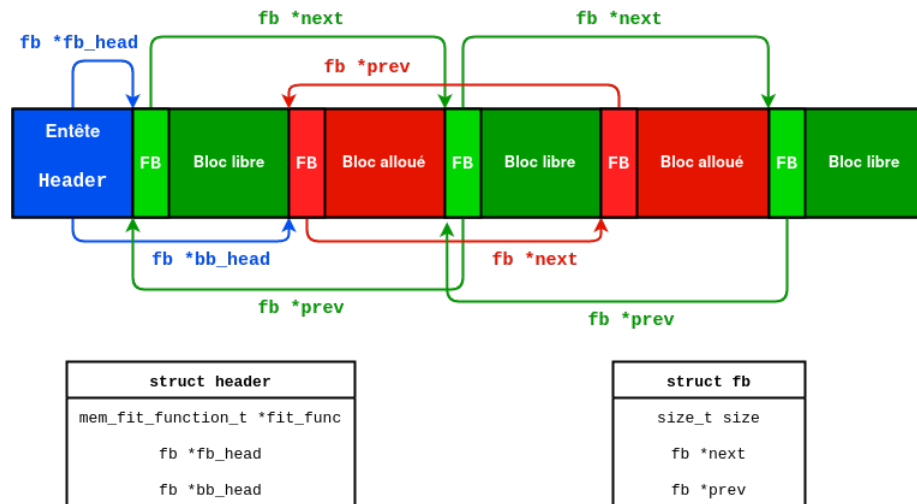 fb *next
fb *next
fb *fb_head
fb *prev
Entête
Header
FB
Bloc libre
FB
Bloc alloué
FB
Bloc libre
FB
Bloc alloué
FB
Bloc libre
fb *bb_head
fb *next
fb *prev
fb *prev
struct header
mem_fit_function_t *fit_func
fb *fb_head
fb *bb_head
struct fb
size_t size
fb *next
fb *prev